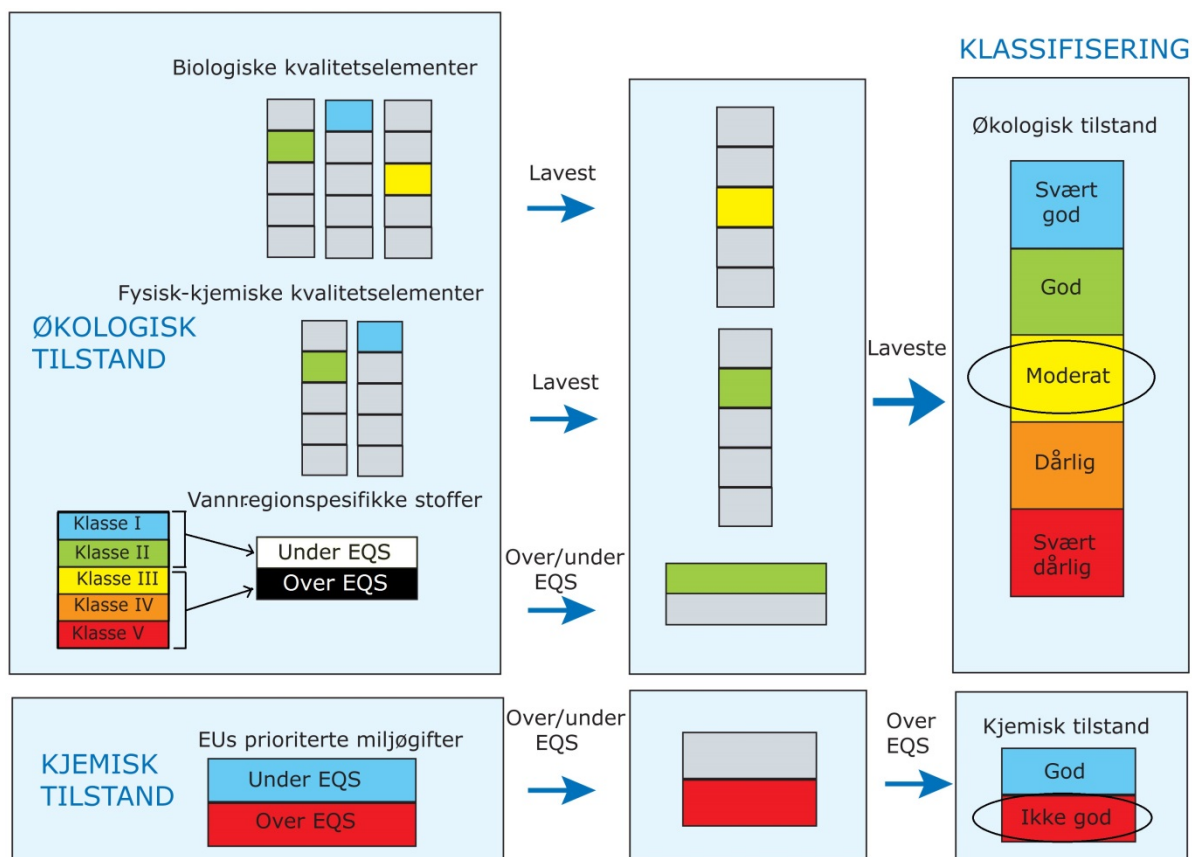 KLASSIFISERING
Biologiske kvalitetselementer
Fysisk-kjemiske kvalitetselementer
ØKOLOGISK
TILSTAND
Vannregionspesifikke stoffer
Klasse I
Klasse II
Klasse III
Klasse IV
Klasse V
Under EQS
Over EQS
Lavest
Lavest
Over/under
EQS
Laveste
Økologisk tilstand
Svært
god
God
Moderat
Dårlig
Svært
dårlig
KJEMISK
TILSTAND
EUs prioriterte miljøgifter
Under EQS
Over EQS
Over/under
EQS
Over
EQS
Kjemisk tilstand
God
Ikke god